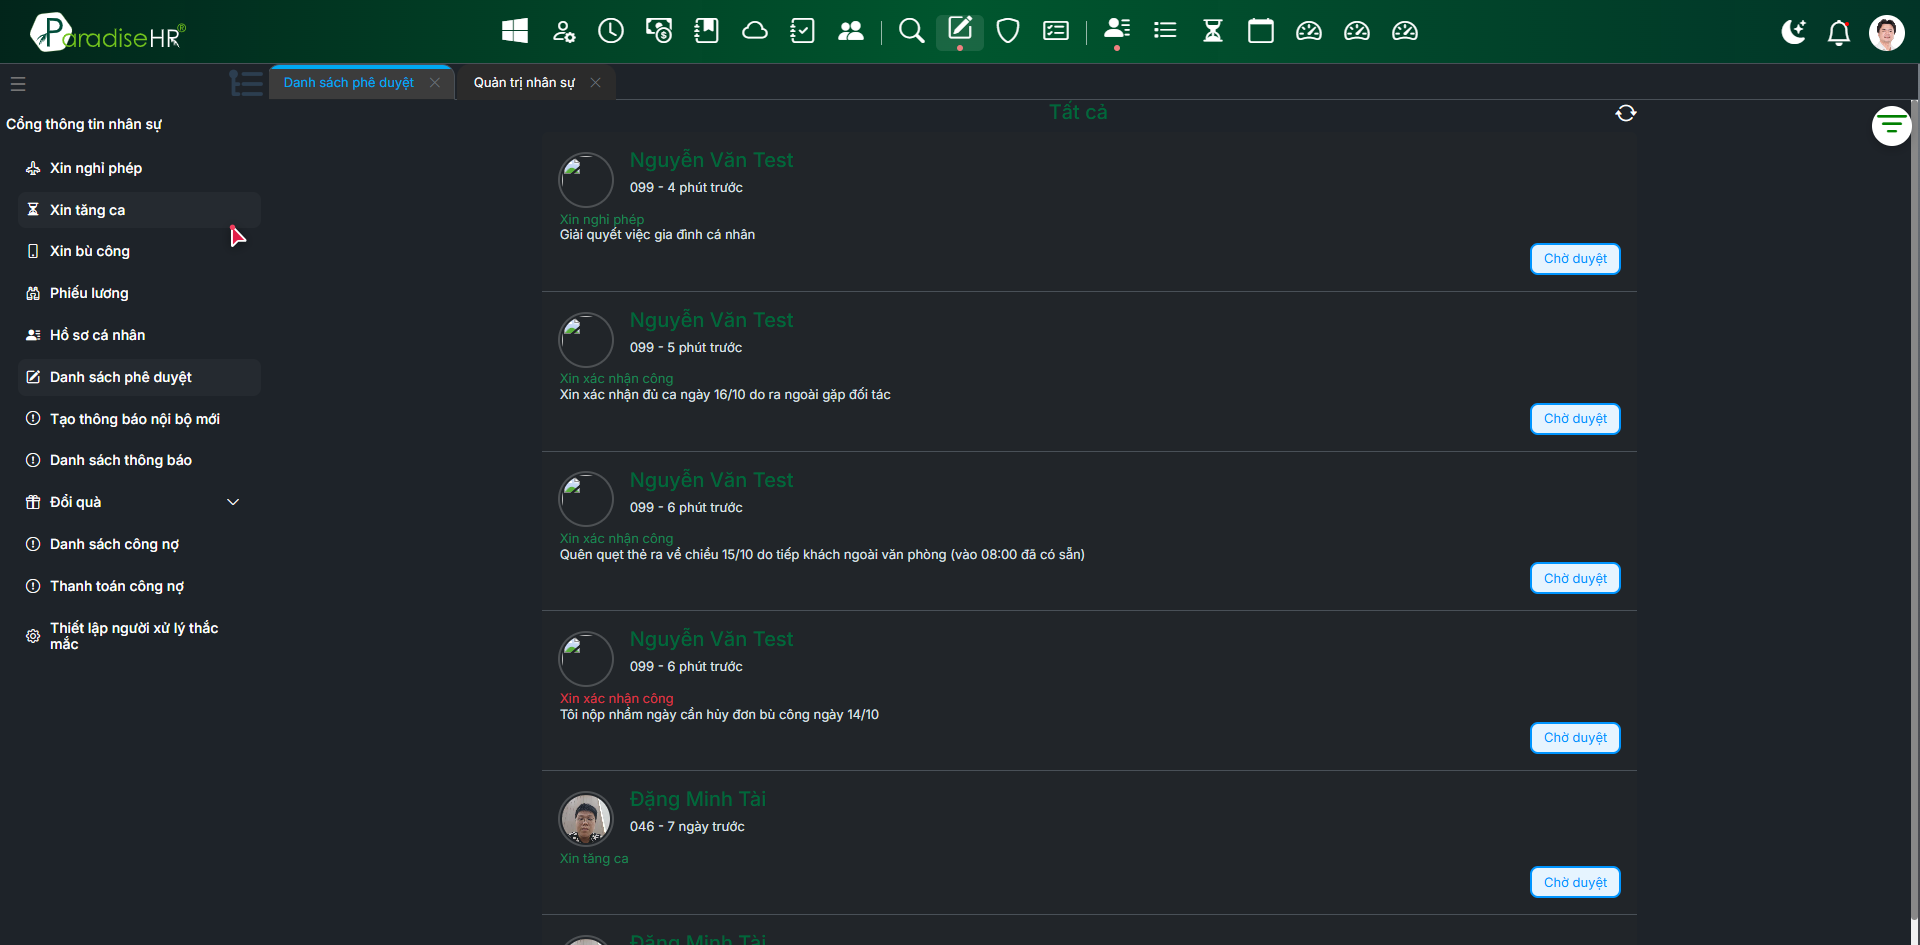 ParadiseHR®
Danh sách phê duyệt
Quản trị nhân sự
Cổng thông tin nhân sự
Xin nghỉ phép
Xin tăng ca
Xin bù công
Phiếu lương
Hồ sơ cá nhân
Danh sách phê duyệt
Tạo thông báo nội bộ mới
Danh sách thông báo
Đổi quà
Danh sách công nợ
Thanh toán công nợ
Thiết lập người xử lý thắc
mắc
Tất cả
Nguyễn Văn Test
099 - 4 phút trước
Xin nghỉ phép
Giải quyết việc gia đình cá nhân
Chờ duyệt
Nguyễn Văn Test
099 - 5 phút trước
Xin xác nhận công
Xin xác nhận đủ ca ngày 16/10 do ra ngoài gặp đối tác
Chờ duyệt
Nguyễn Văn Test
099 - 6 phút trước
Xin xác nhận công
Quên quẹt thẻ ra về chiều 15/10 do tiếp khách ngoài văn phòng (vào 08:00 đã có sẵn)
Chờ duyệt
Nguyễn Văn Test
099 - 6 phút trước
Xin xác nhận công
Tôi nộp nhầm ngày cần hủy đơn bù công ngày 14/10
Chờ duyệt
Đặng Minh Tài
046 - 7 ngày trước
Xin tăng ca
Chờ duyệt
Đặng Minh Tài